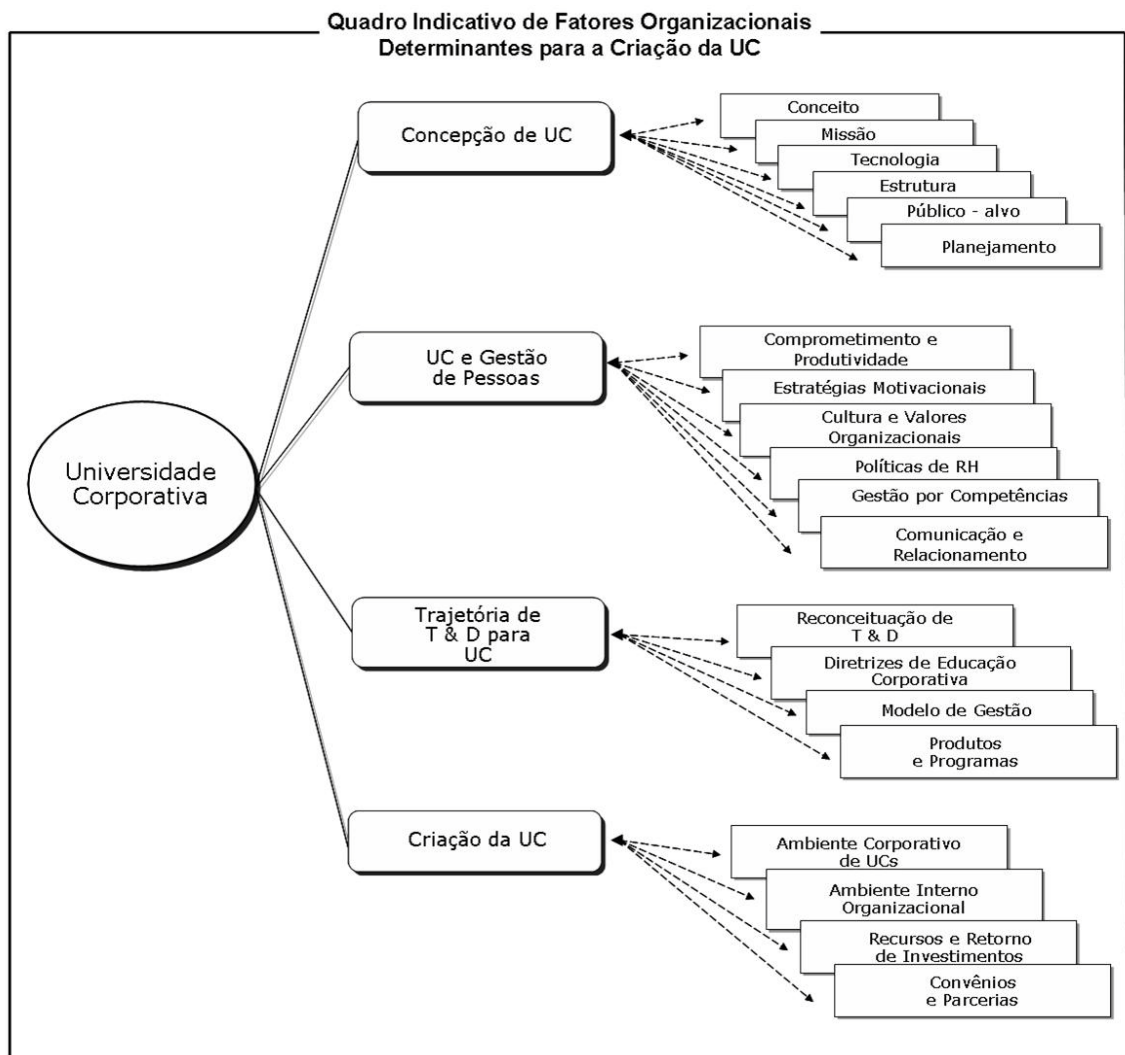 Quadro Indicativo de Fatores Organizacionais
Determinantes para a Criação da UC
Universidade
Corporativa
Concepção de UC
Conceito
Missão
Tecnologia
Estrutura
Público - alvo
Planejamento
UC e Gestão
de Pessoas
Comprometimento e
Produtividade
Estratégias Motivacionais
Cultura e Valores
Organizacionais
Políticas de RH
Gestão por Competências
Comunicação e
Relacionamento
Trajetória de
T & D para
UC
Reconceituação de
T & D
Diretrizes de Educação
Corporativa
Modelo de Gestão
Produtos
e Programas
Criação da UC
Ambiente Corporativo
de UCs
Ambiente Interno
Organizacional
Recursos e Retorno
de Investimentos
Convênios
e Parcerias